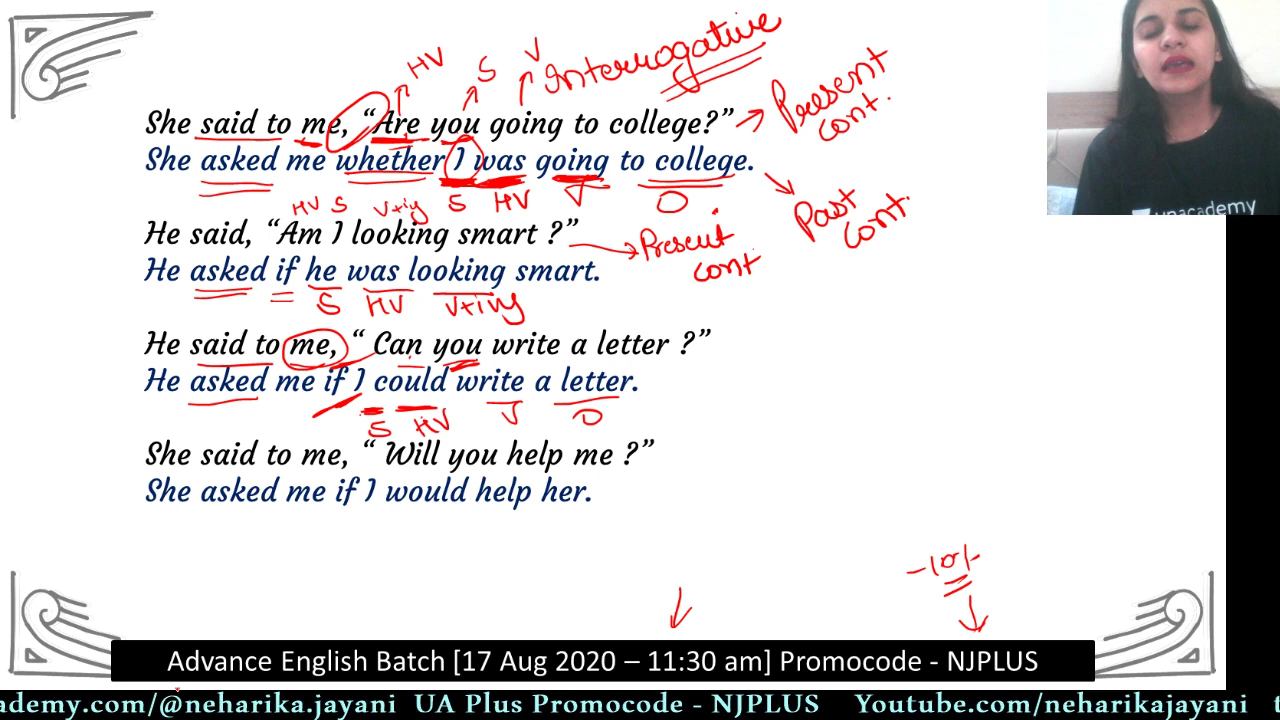 HV S V Interrogative
She said to me, “Are you going to college?” → Present cont.
She asked me whether I was going to college.
HV S V+ing S HV V O Past cont.
He said, “Am I looking smart ?” → Present cont.
He asked if he was looking smart.
S HV V+ing
He said to me, “ Can you write a letter ?”
He asked me if I could write a letter.
S HV V O
She said to me, “ Will you help me ?”
She asked me if I would help her.
unacademy
-10%
Advance English Batch [17 Aug 2020 – 11:30 am] Promocode - NJPLUS
ademy.com/@neharika.jayani UA Plus Promocode - NJPLUS Youtube.com/neharikajayani